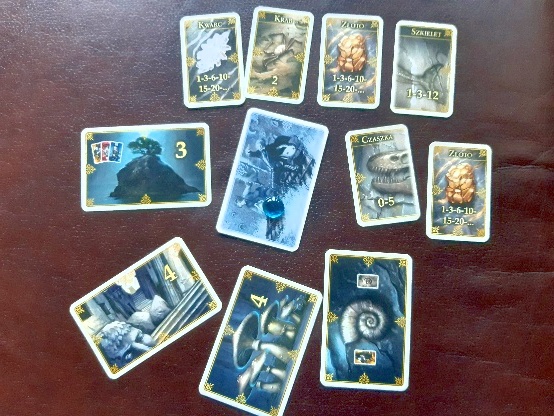 KWARC
1-3-6-10-
15-20-...
KRAB
2
ZŁOTO
1-3-6-10-
15-20-...
SZKIELET
1-3-12
3
CZASZKA
0-5
ZŁOTO
1-3-6-10-
15-20-...
4
4